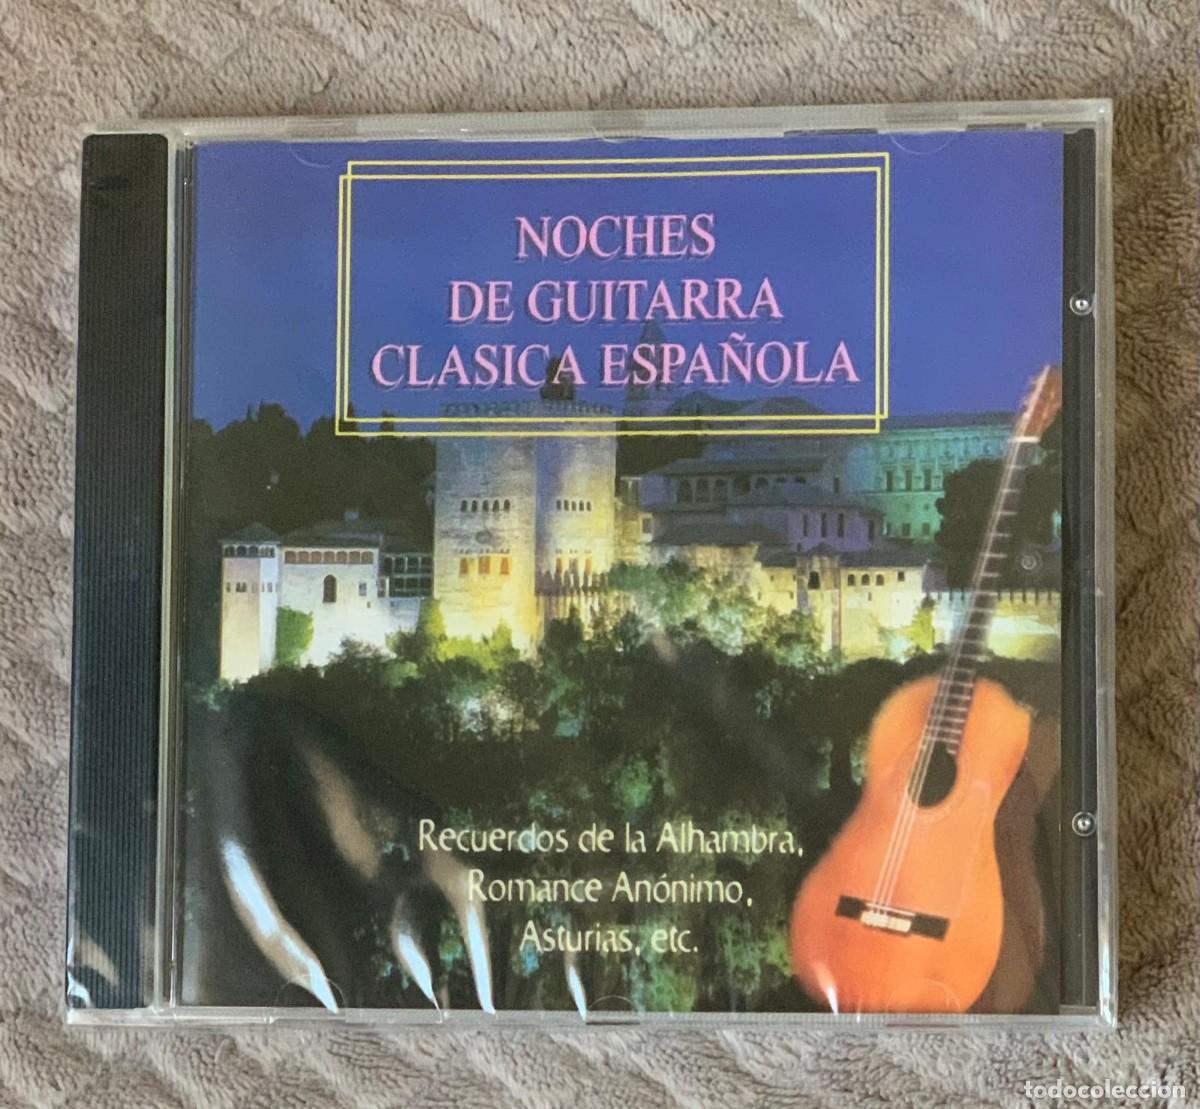 NOCHES
DE GUITARRA
CLASICA ESPAÑOLA
Recuerdos de la Alhambra,
Romance Anónimo,
Asturias, etc.
todocoleccion